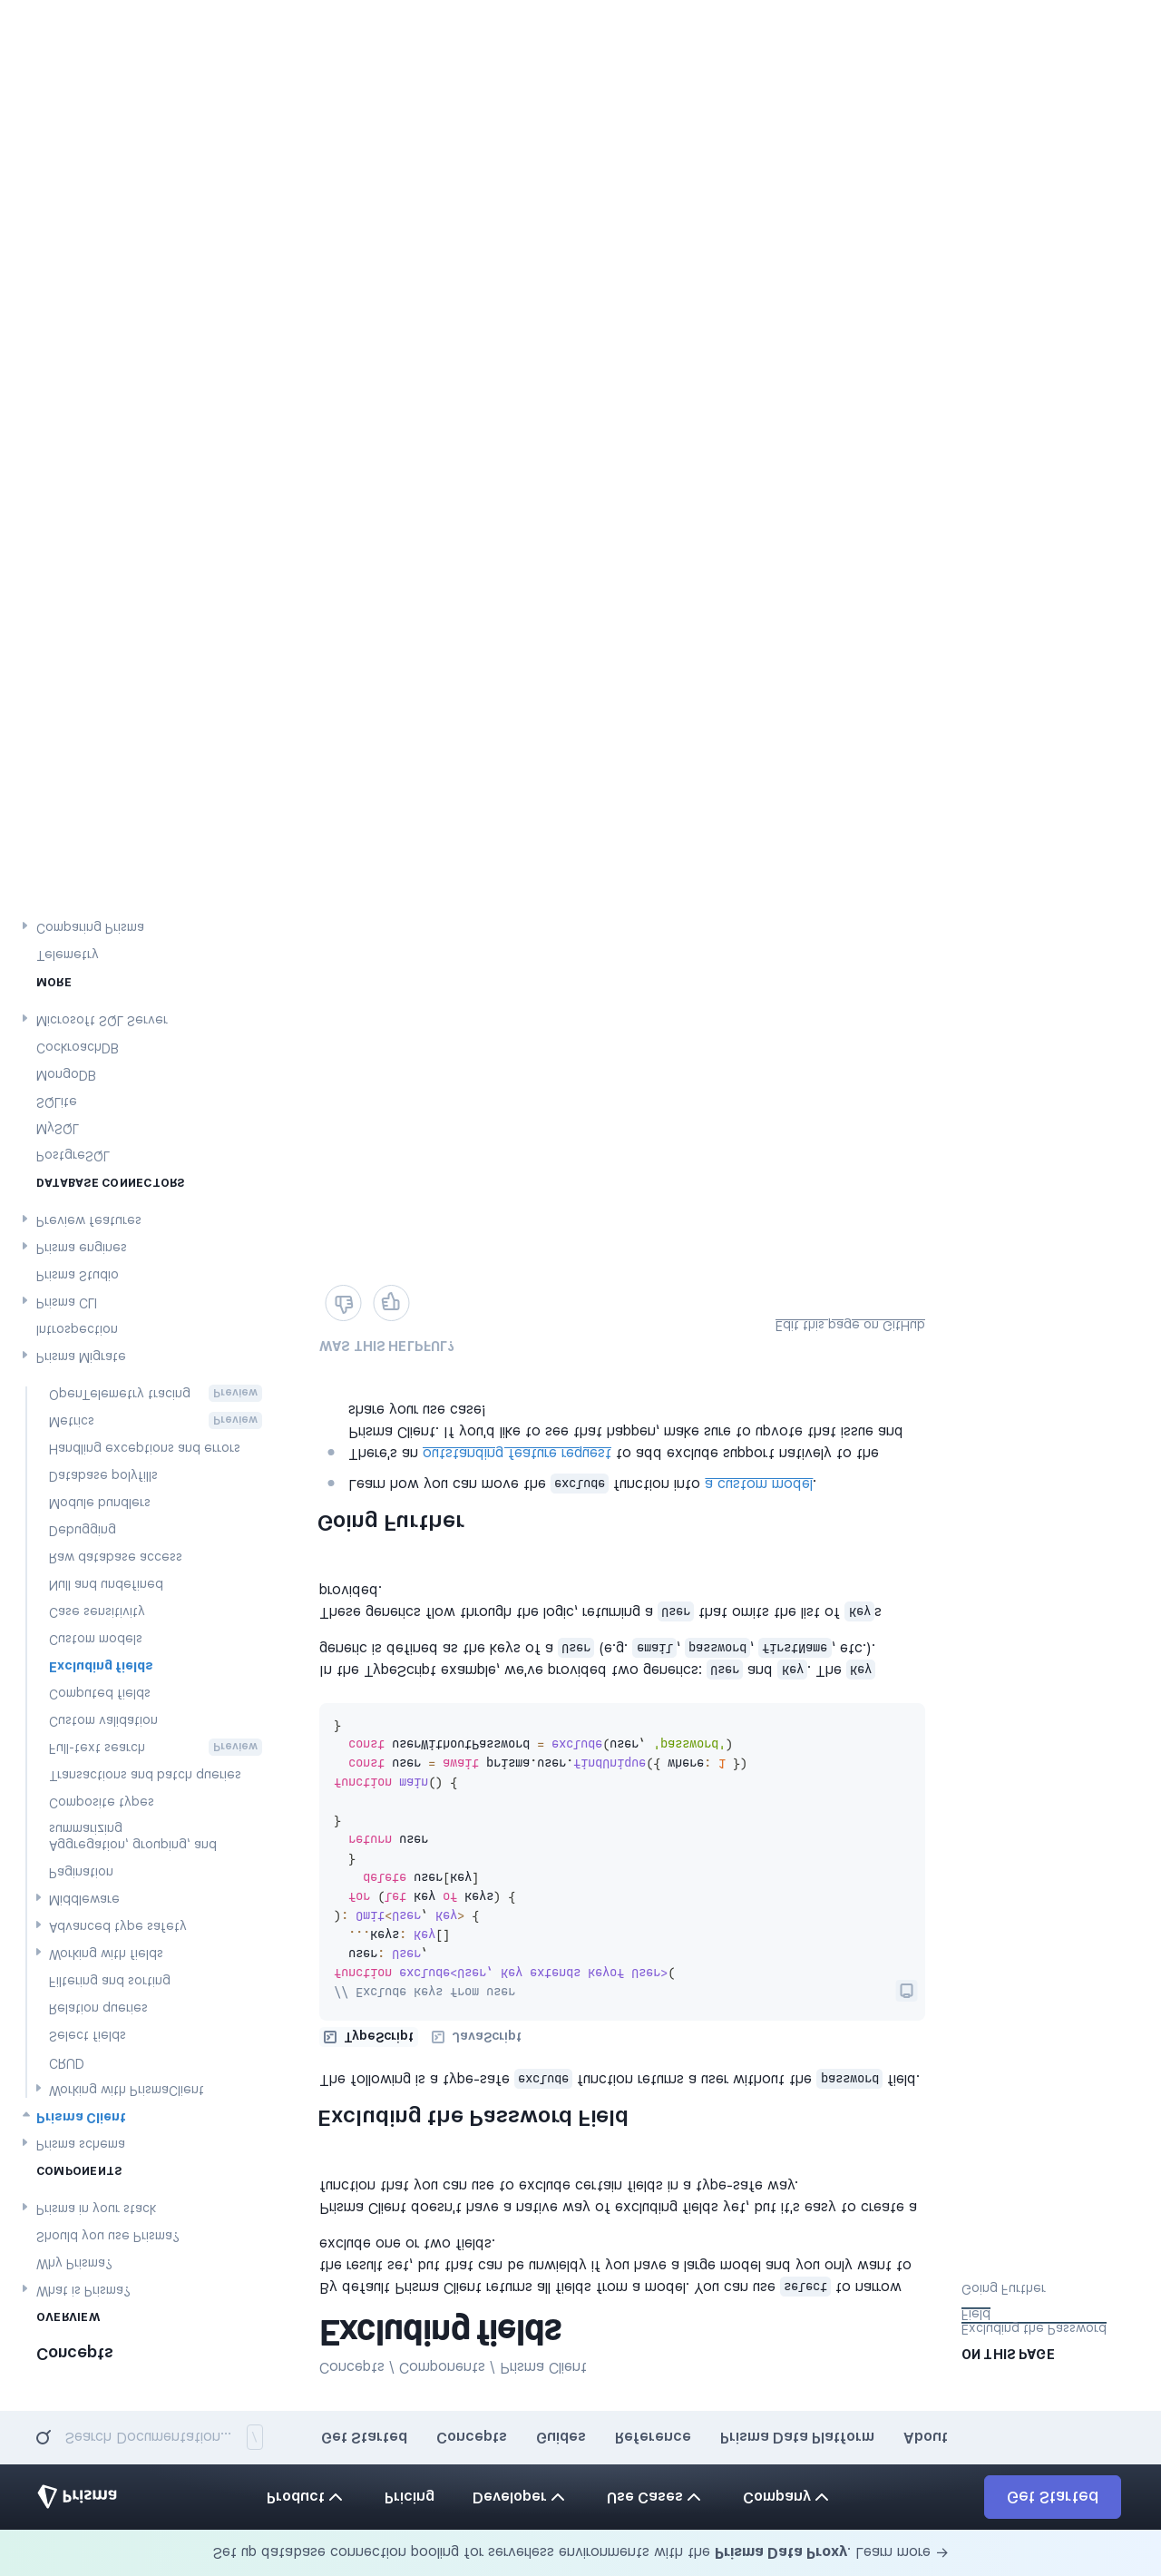 Set up database connection pooling for serverless environments with the Prisma Data Proxy. Learn more →
Prisma
Product
Pricing
Developer
Use Cases
Company
Get Started
Search Documentation... /
Get Started
Concepts
Guides
Reference
Prisma Data Platform
About
Concepts
OVERVIEW
What is Prisma?
Why Prisma?
Should you use Prisma?
Prisma in your stack
COMPONENTS
Prisma schema
Prisma Client
Working with PrismaClient
CRUD
Select fields
Relation queries
Filtering and sorting
Working with fields
Advanced type safety
Middleware
Pagination
Aggregation, grouping, and
summarizing
Composite types
Transactions and batch queries
Full-text search Preview
Custom validation
Computed fields
Excluding fields
Custom models
Case sensitivity
Null and undefined
Raw database access
Debugging
Module bundlers
Database polyfills
Handling exceptions and errors
Metrics Preview
OpenTelemetry tracing Preview
Prisma Migrate
Introspection
Prisma CLI
Prisma Studio
Prisma engines
Preview features
DATABASE CONNECTORS
PostgreSQL
MySQL
SQLite
MongoDB
CockroachDB
Microsoft SQL Server
MORE
Telemetry
Comparing Prisma
Concepts / Components / Prisma Client
Excluding fields
By default Prisma Client returns all fields from a model. You can use select to narrow
the result set, but that can be unwieldy if you have a large model and you only want to
exclude one or two fields.
Prisma Client doesn't have a native way of excluding fields yet, but it's easy to create a
function that you can use to exclude certain fields in a type-safe way.
Excluding the Password Field
The following is a type-safe exclude function returns a user without the password field.
TypeScript
JavaScript
// Exclude keys from user
function exclude<User, Key extends keyof User>(
  user: User,
  ...keys: Key[]
): Omit<User, Key> {
  for (let key of keys) {
    delete user[key]
  }
  return user
}
function main() {
  const user = await prisma.user.findUnique({ where: 1 })
  const userWithoutPassword = exclude(user, 'password')
}
In the TypeScript example, we've provided two generics: User and Key. The Key
generic is defined as the keys of a User (e.g. email, password, firstName, etc.).
These generics flow through the logic, returning a User that omits the list of Keys
provided.
Going Further
Learn how you can move the exclude function into a custom model.
There's an outstanding feature request to add exclude support natively to the
Prisma Client. If you'd like to see that happen, make sure to upvote that issue and
share your use case!
WAS THIS HELPFUL?
Edit this page on GitHub
ON THIS PAGE
Excluding the Password
Field
Going Further